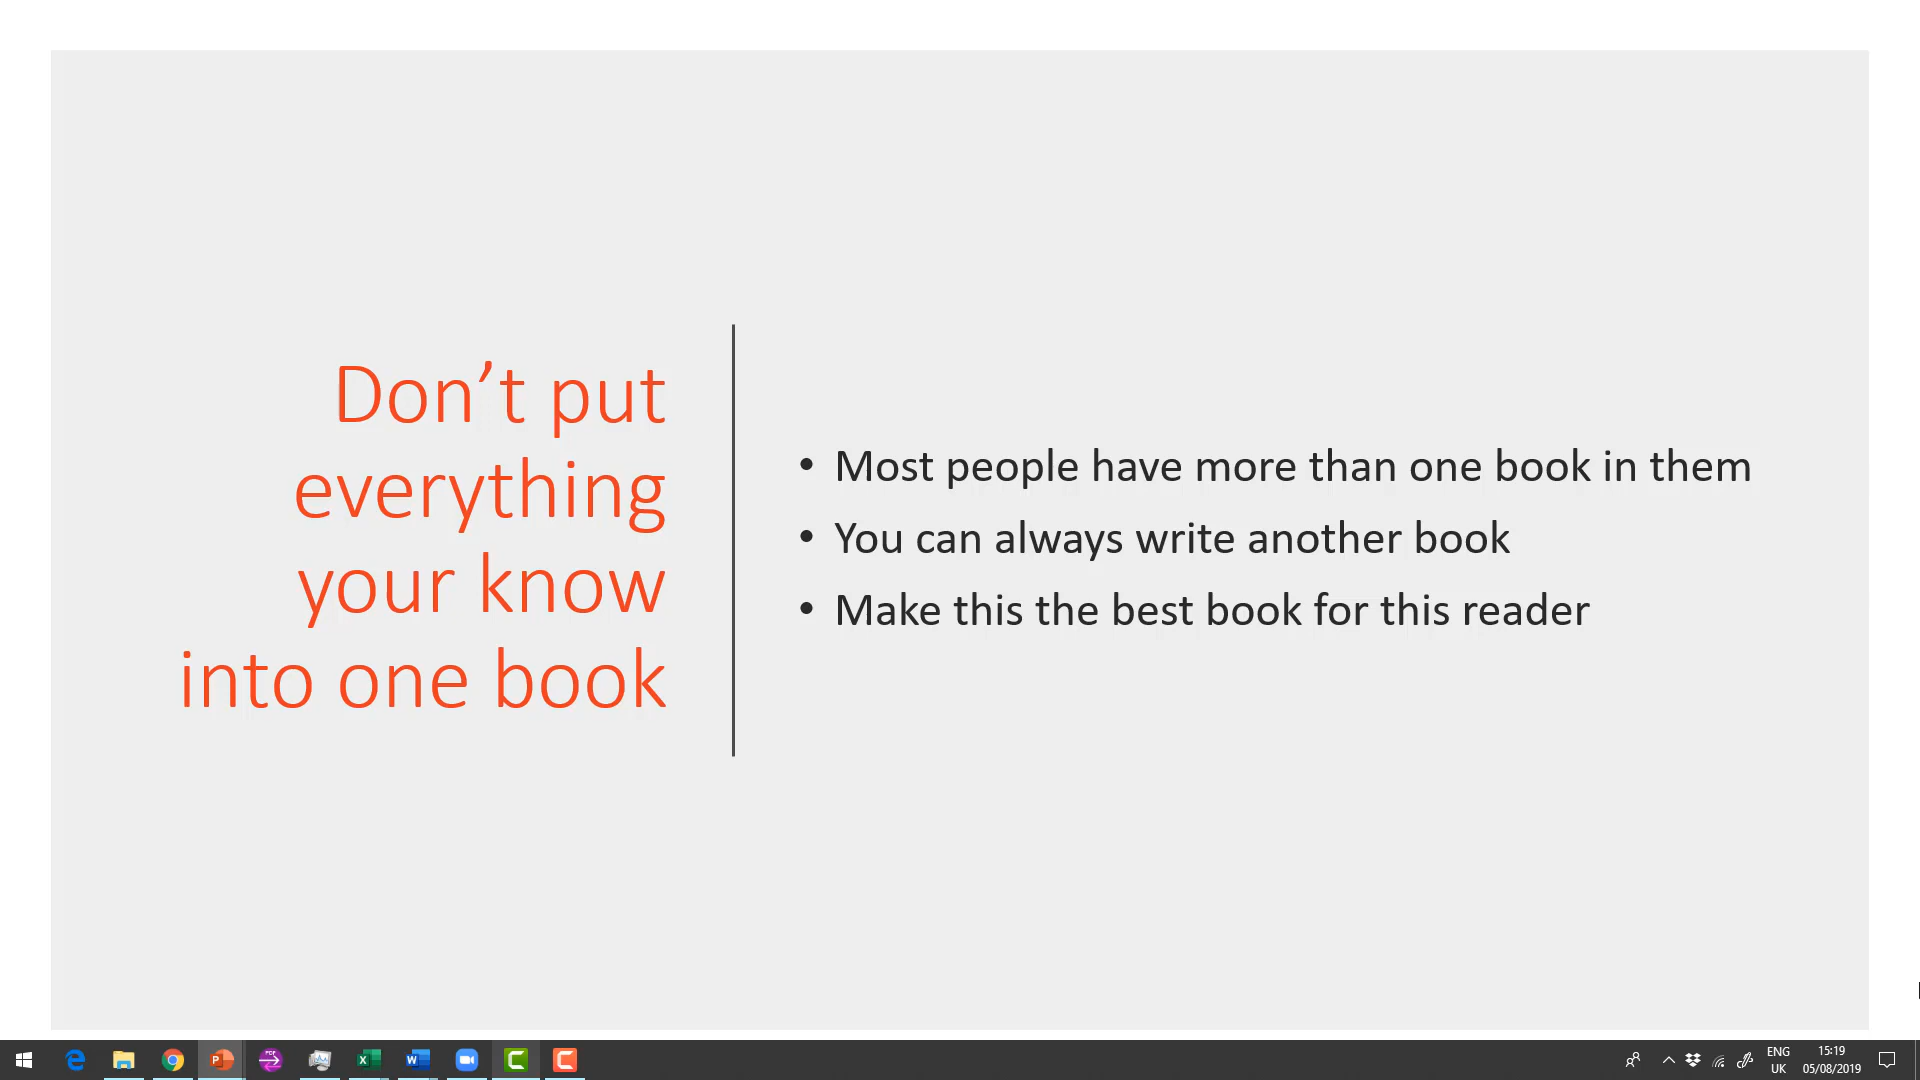 Don’t put
everything
your know
into one book
• Most people have more than one book in them
• You can always write another book
• Make this the best book for this reader
ENG
UK
15:19
05/08/2019